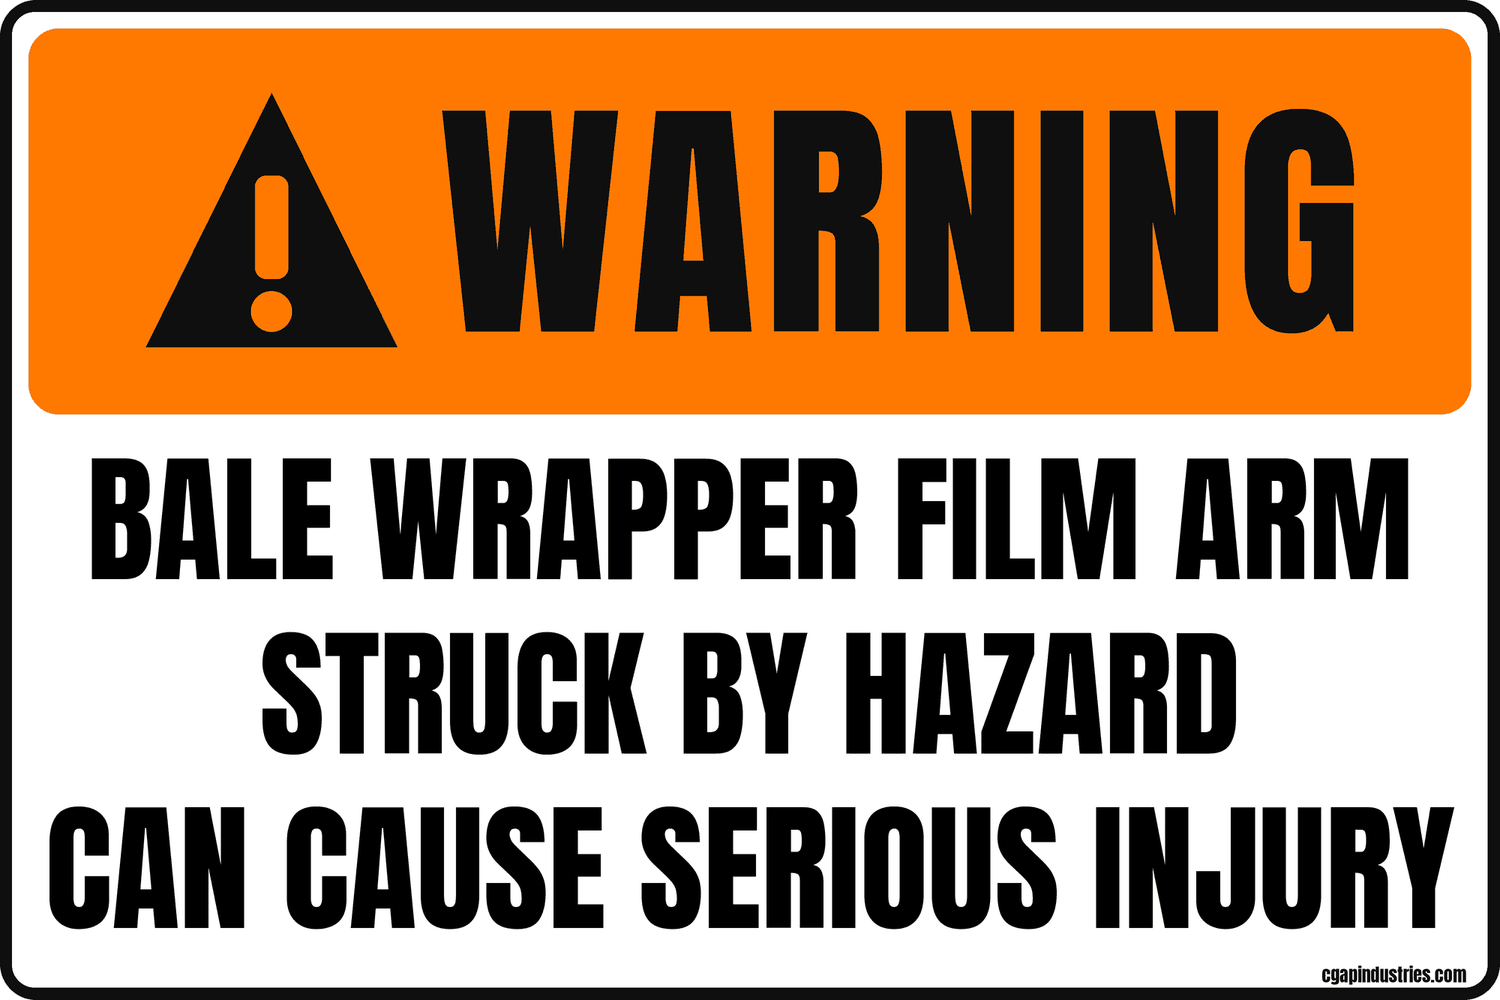 WARNING
BALE WRAPPER FILM ARM
STRUCK BY HAZARD
CAN CAUSE SERIOUS INJURY
cgapindustries.com